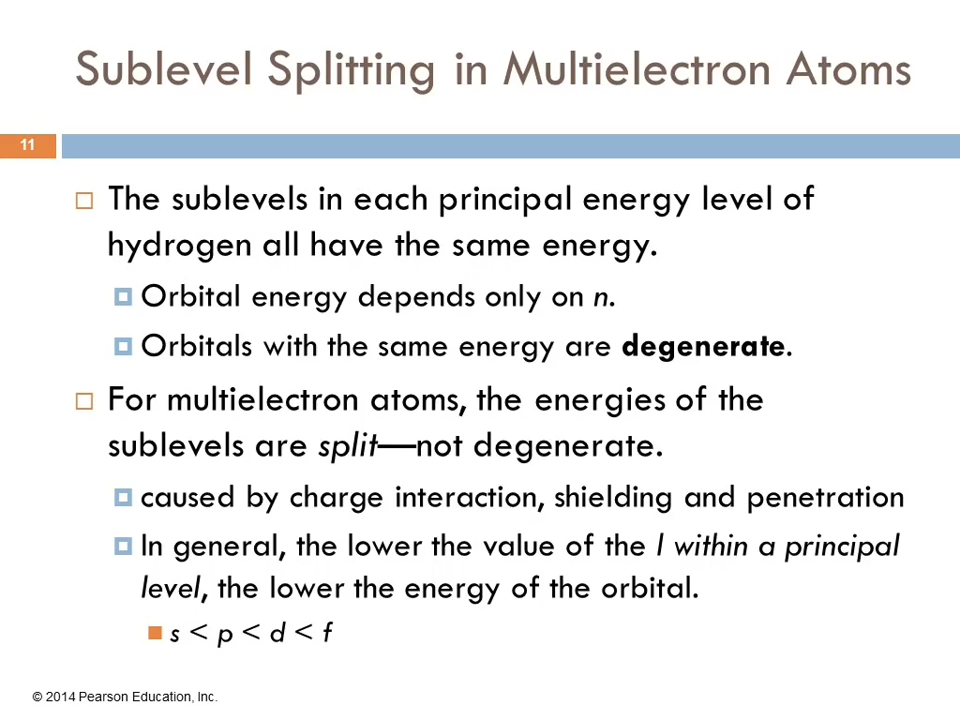 Sublevel Splitting in Multielectron Atoms
11
The sublevels in each principal energy level of
hydrogen all have the same energy.
Orbital energy depends only on n.
Orbitals with the same energy are degenerate.
For multielectron atoms, the energies of the
sublevels are split—not degenerate.
caused by charge interaction, shielding and penetration
In general, the lower the value of the l within a principal
level, the lower the energy of the orbital.
s < p < d < f
© 2014 Pearson Education, Inc.